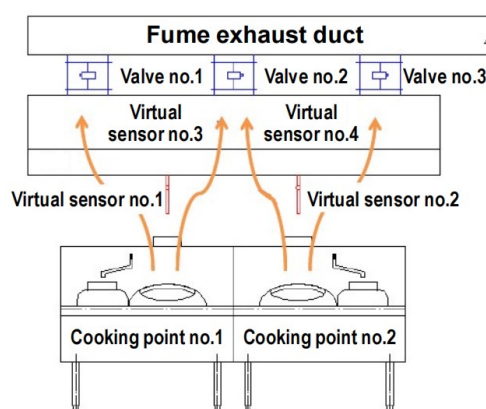 Fume exhaust duct
Valve no.1
Valve no.2
Valve no.3
Virtual
sensor no.3
Virtual
sensor no.4
Virtual sensor no.1
Virtual sensor no.2
Cooking point no.1
Cooking point no.2